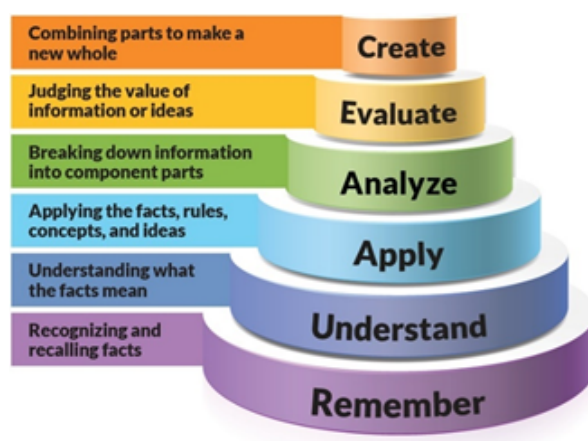 Combining parts to make a
new whole
Create
Judging the value of
information or ideas
Evaluate
Breaking down information
into component parts
Analyze
Applying the facts, rules,
concepts, and ideas
Apply
Understanding what
the facts mean
Understand
Recognizing and
recalling facts
Remember